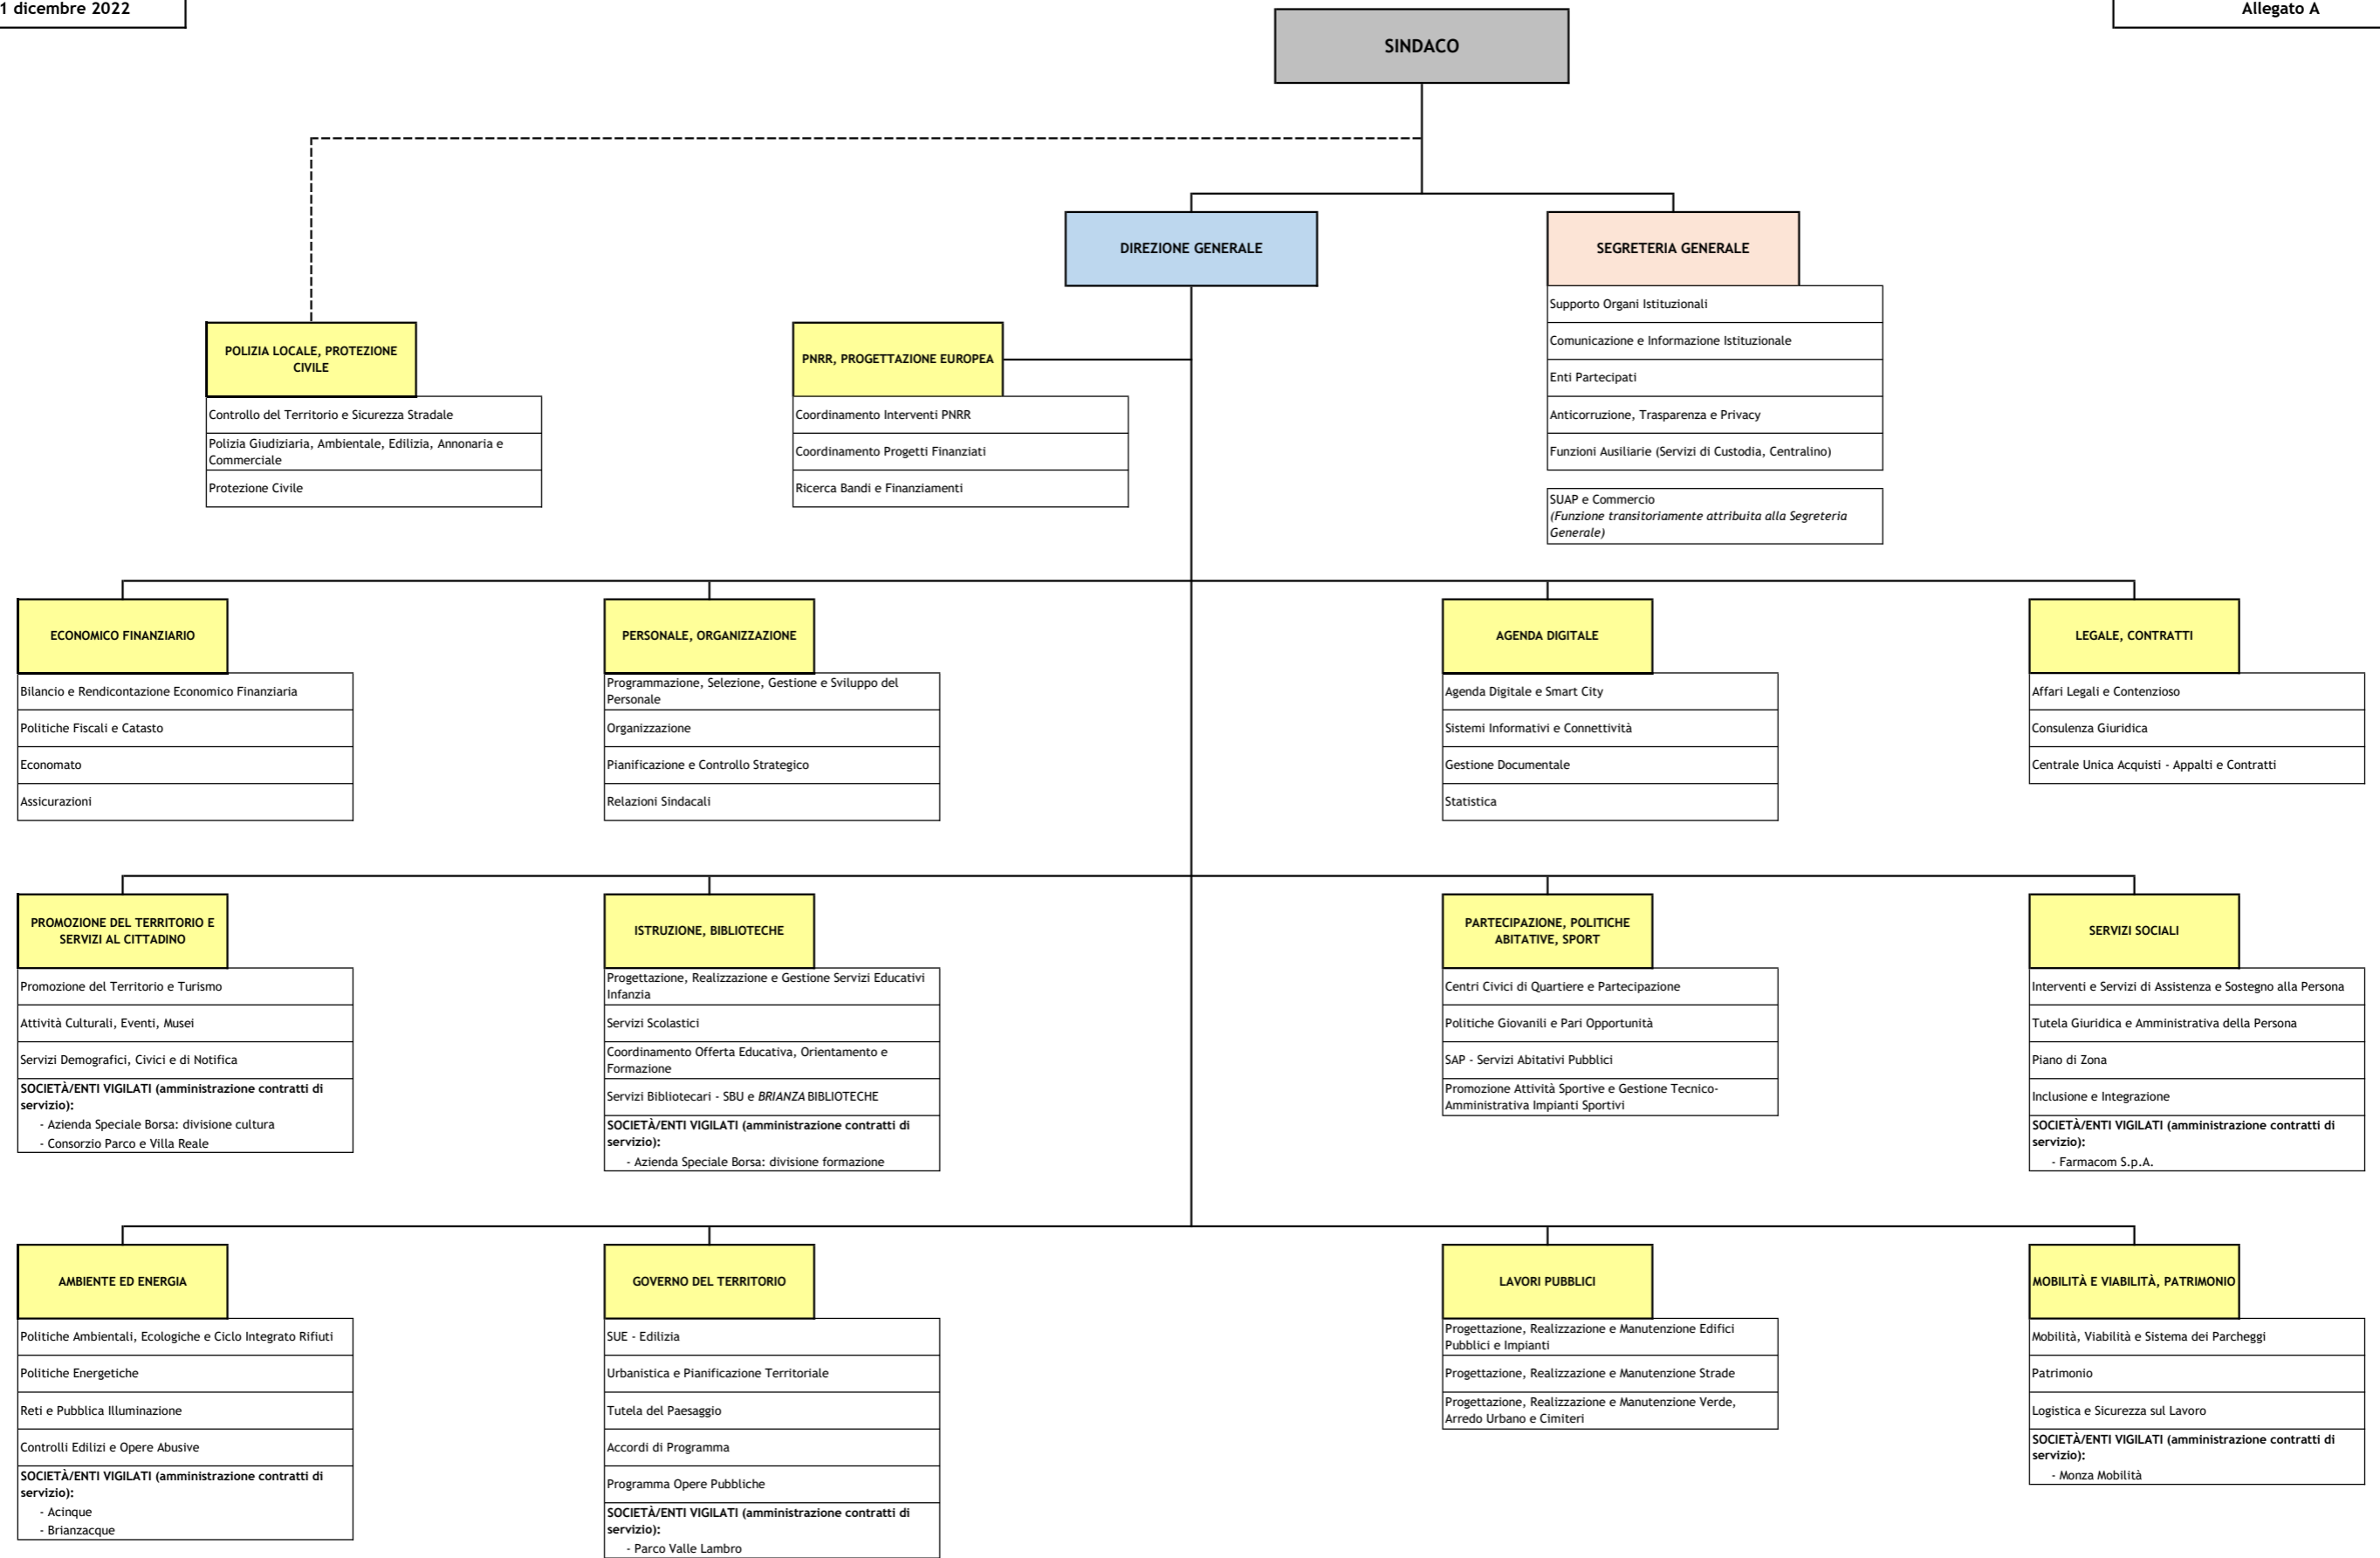 1 dicembre 2022
Allegato A
SINDACO
DIREZIONE GENERALE
SEGRETERIA GENERALE
Supporto Organi Istituzionali
Comunicazione e Informazione Istituzionale
Enti Partecipati
Anticorruzione, Trasparenza e Privacy
Funzioni Ausiliarie (Servizi di Custodia, Centralino)
SUAP e Commercio
(Funzione transitoriamente attribuita alla Segreteria
Generale)
POLIZIA LOCALE, PROTEZIONE
CIVILE
Controllo del Territorio e Sicurezza Stradale
Polizia Giudiziaria, Ambientale, Edilizia, Annonaria e
Commerciale
Protezione Civile
PNRR, PROGETTAZIONE EUROPEA
Coordinamento Interventi PNRR
Coordinamento Progetti Finanziati
Ricerca Bandi e Finanziamenti
ECONOMICO FINANZIARIO
Bilancio e Rendicontazione Economico Finanziaria
Politiche Fiscali e Catasto
Economato
Assicurazioni
PERSONALE, ORGANIZZAZIONE
Programmazione, Selezione, Gestione e Sviluppo del
Personale
Organizzazione
Pianificazione e Controllo Strategico
Relazioni Sindacali
AGENDA DIGITALE
Agenda Digitale e Smart City
Sistemi Informativi e Connettività
Gestione Documentale
Statistica
LEGALE, CONTRATTI
Affari Legali e Contenzioso
Consulenza Giuridica
Centrale Unica Acquisti - Appalti e Contratti
PROMOZIONE DEL TERRITORIO E
SERVIZI AL CITTADINO
Promozione del Territorio e Turismo
Attività Culturali, Eventi, Musei
Servizi Demografici, Civici e di Notifica
SOCIETÀ/ENTI VIGILATI (amministrazione contratti di
servizio):
- Azienda Speciale Borsa: divisione cultura
- Consorzio Parco e Villa Reale
ISTRUZIONE, BIBLIOTECHE
Progettazione, Realizzazione e Gestione Servizi Educativi
Infanzia
Servizi Scolastici
Coordinamento Offerta Educativa, Orientamento e
Formazione
Servizi Bibliotecari - SBU e BRIANZA BIBLIOTECHE
SOCIETÀ/ENTI VIGILATI (amministrazione contratti di
servizio):
- Azienda Speciale Borsa: divisione formazione
PARTECIPAZIONE, POLITICHE
ABITATIVE, SPORT
Centri Civici di Quartiere e Partecipazione
Politiche Giovanili e Pari Opportunità
SAP - Servizi Abitativi Pubblici
Promozione Attività Sportive e Gestione Tecnico-
Amministrativa Impianti Sportivi
SERVIZI SOCIALI
Interventi e Servizi di Assistenza e Sostegno alla Persona
Tutela Giuridica e Amministrativa della Persona
Piano di Zona
Inclusione e Integrazione
SOCIETÀ/ENTI VIGILATI (amministrazione contratti di
servizio):
- Farmacom S.p.A.
AMBIENTE ED ENERGIA
Politiche Ambientali, Ecologiche e Ciclo Integrato Rifiuti
Politiche Energetiche
Reti e Pubblica Illuminazione
Controlli Edilizi e Opere Abusive
SOCIETÀ/ENTI VIGILATI (amministrazione contratti di
servizio):
- Acinque
- Brianzacque
GOVERNO DEL TERRITORIO
SUE - Edilizia
Urbanistica e Pianificazione Territoriale
Tutela del Paesaggio
Accordi di Programma
Programma Opere Pubbliche
SOCIETÀ/ENTI VIGILATI (amministrazione contratti di
servizio):
- Parco Valle Lambro
LAVORI PUBBLICI
Progettazione, Realizzazione e Manutenzione Edifici
Pubblici e Impianti
Progettazione, Realizzazione e Manutenzione Strade
Progettazione, Realizzazione e Manutenzione Verde,
Arredo Urbano e Cimiteri
MOBILITÀ E VIABILITÀ, PATRIMONIO
Mobilità, Viabilità e Sistema dei Parcheggi
Patrimonio
Logistica e Sicurezza sul Lavoro
SOCIETÀ/ENTI VIGILATI (amministrazione contratti di
servizio):
- Monza Mobilità